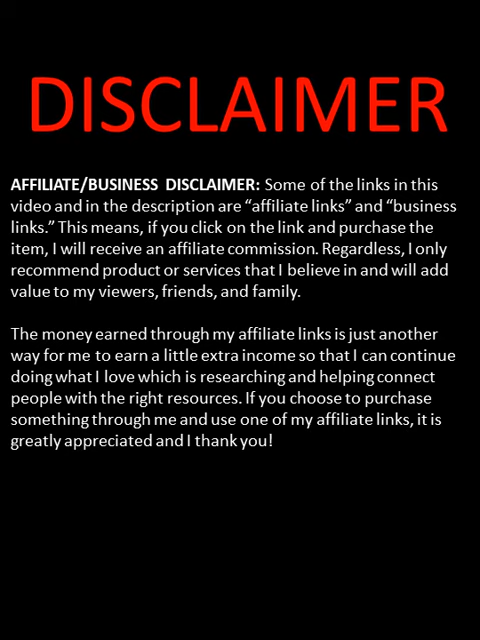 DISCLAIMER
AFFILIATE/BUSINESS DISCLAIMER: Some of the links in this
video and in the description are “affiliate links” and “business
links.” This means, if you click on the link and purchase the
item, I will receive an affiliate commission. Regardless, I only
recommend product or services that I believe in and will add
value to my viewers, friends, and family.
The money earned through my affiliate links is just another
way for me to earn a little extra income so that I can continue
doing what I love which is researching and helping connect
people with the right resources. If you choose to purchase
something through me and use one of my affiliate links, it is
greatly appreciated and I thank you!